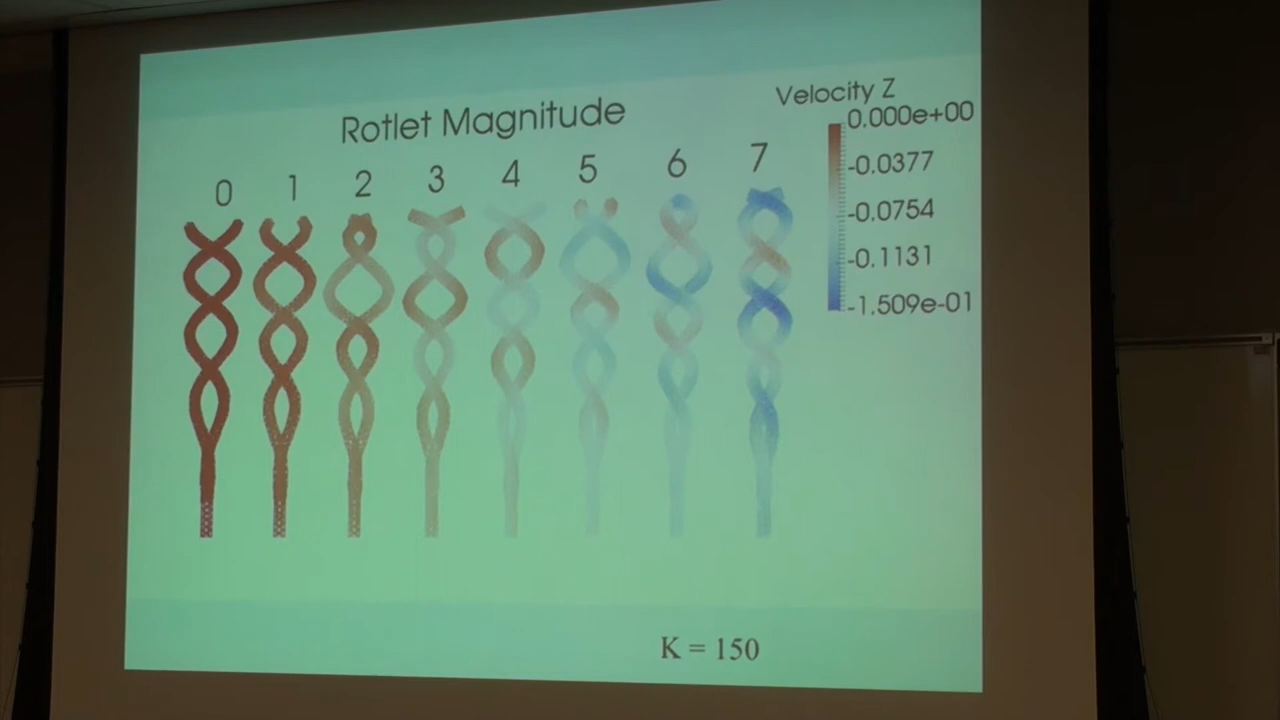 Rotlet Magnitude
0 1 2 3 4 5 6 7
Velocity Z
0.000e+00
-0.0377
-0.0754
-0.1131
-1.509e-01
K = 150